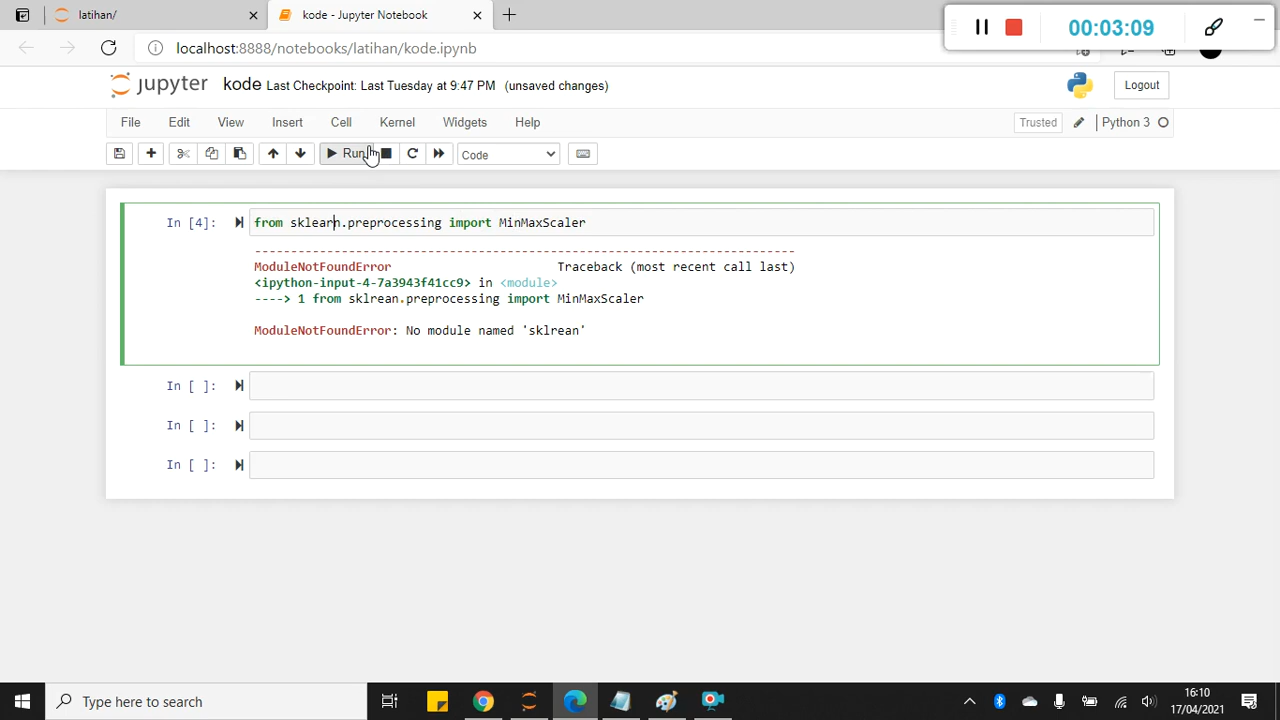 latihan/
kode - Jupyter Notebook
00:03:09
localhost:8888/notebooks/latihan/kode.ipynb
jupyter kode Last Checkpoint: Last Tuesday at 9:47 PM (unsaved changes)
Logout
File Edit View Insert Cell Kernel Widgets Help
Trusted
Python 3
Run
Code
In [4]:
from sklearn.preprocessing import MinMaxScaler
---------------------------------------------------------------------------
ModuleNotFoundError Traceback (most recent call last)
<ipython-input-4-7a3943f41cc9> in <module>
----> 1 from sklrean.preprocessing import MinMaxScaler
ModuleNotFoundError: No module named 'sklrean'
In [ ]:
In [ ]:
In [ ]:
Type here to search
16:10
17/04/2021